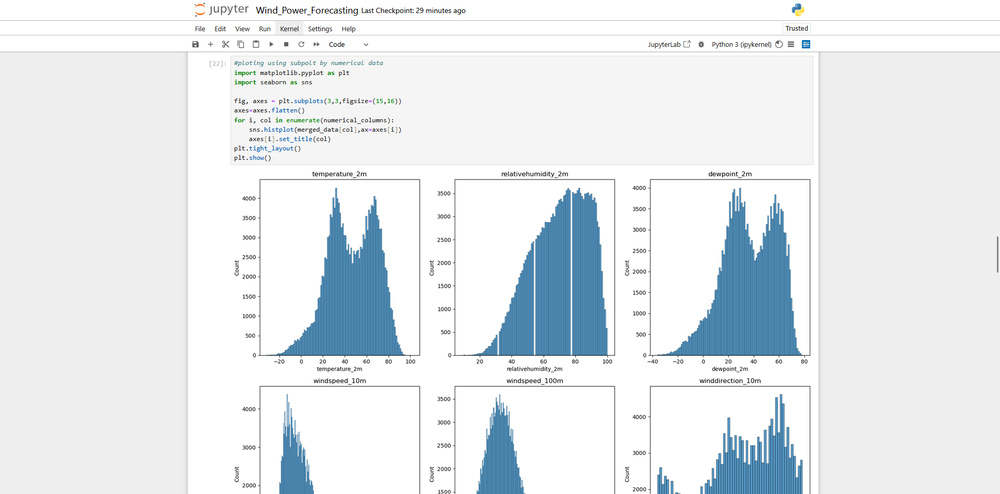 jupyter Wind_Power_Forecasting Last Checkpoint: 29 minutes ago
File Edit View Run Kernel Settings Help Trusted
Code JupyterLab Python 3 (ipykernel)
[22]: #ploting using subpolt by numerical data
import matplotlib.pyplot as plt
import seaborn as sns
fig, axes = plt.subplots(3,3,figsize=(15,16))
axes=axes.flatten()
for i, col in enumerate(numerical_columns):
    sns.histplot(merged_data[col],ax=axes[i])
    axes[i].set_title(col)
plt.tight_layout()
plt.show()
temperature_2m
4000
3500
3000
2500
2000
1500
1000
500
0
Count
−20 0 20 40 60 80 100
temperature_2m
relativehumidity_2m
3500
3000
2500
2000
1500
1000
500
0
Count
20 40 60 80 100
relativehumidity_2m
dewpoint_2m
4000
3500
3000
2500
2000
1500
1000
500
0
Count
−40 −20 0 20 40 60 80
dewpoint_2m
windspeed_10m
4000
3000
2000
Count
windspeed_100m
3500
3000
2500
2000
1500
Count
winddirection_10m
4000
3000
2000
Count